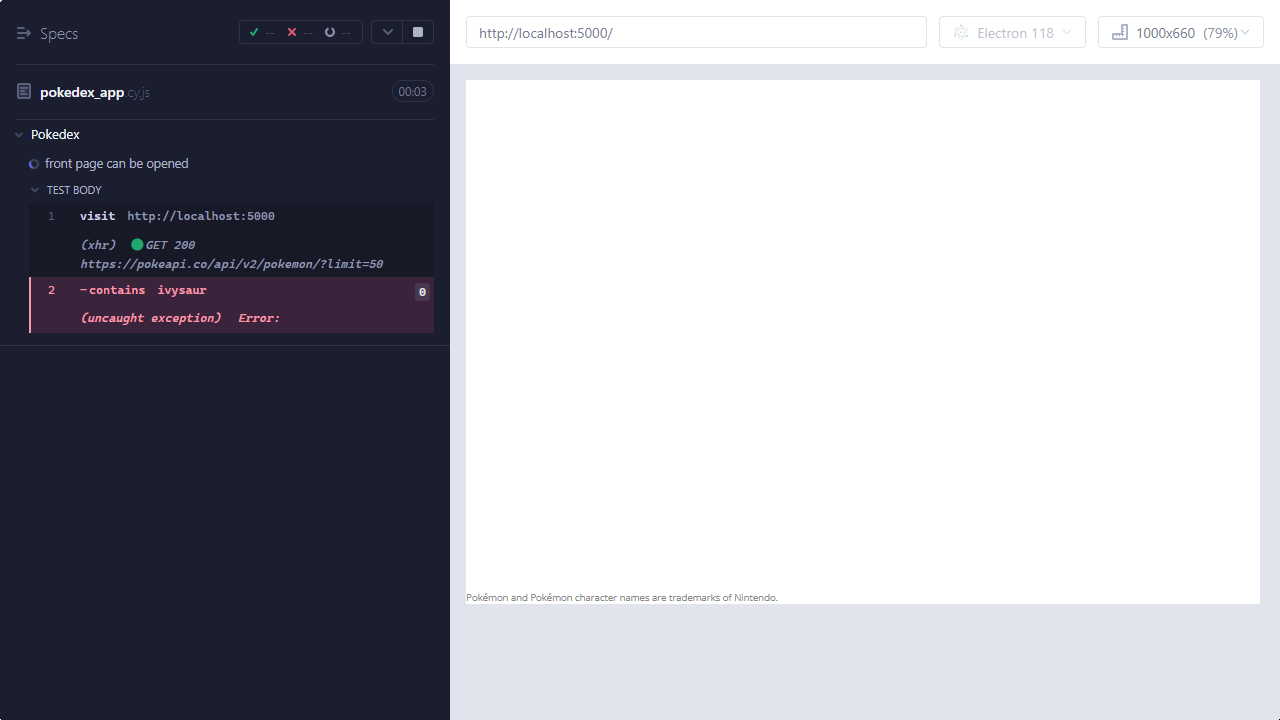 Specs -- -- --
pokedex_app.cy.js 00:03
Pokedex
front page can be opened
TEST BODY
1 visit http://localhost:5000
(xhr) GET 200
https://pokeapi.co/api/v2/pokemon/?limit=50
2 -contains ivysaur 0
(uncaught exception) Error:
http://localhost:5000/ Electron 118 1000x660 (79%)
Pokémon and Pokémon character names are trademarks of Nintendo.